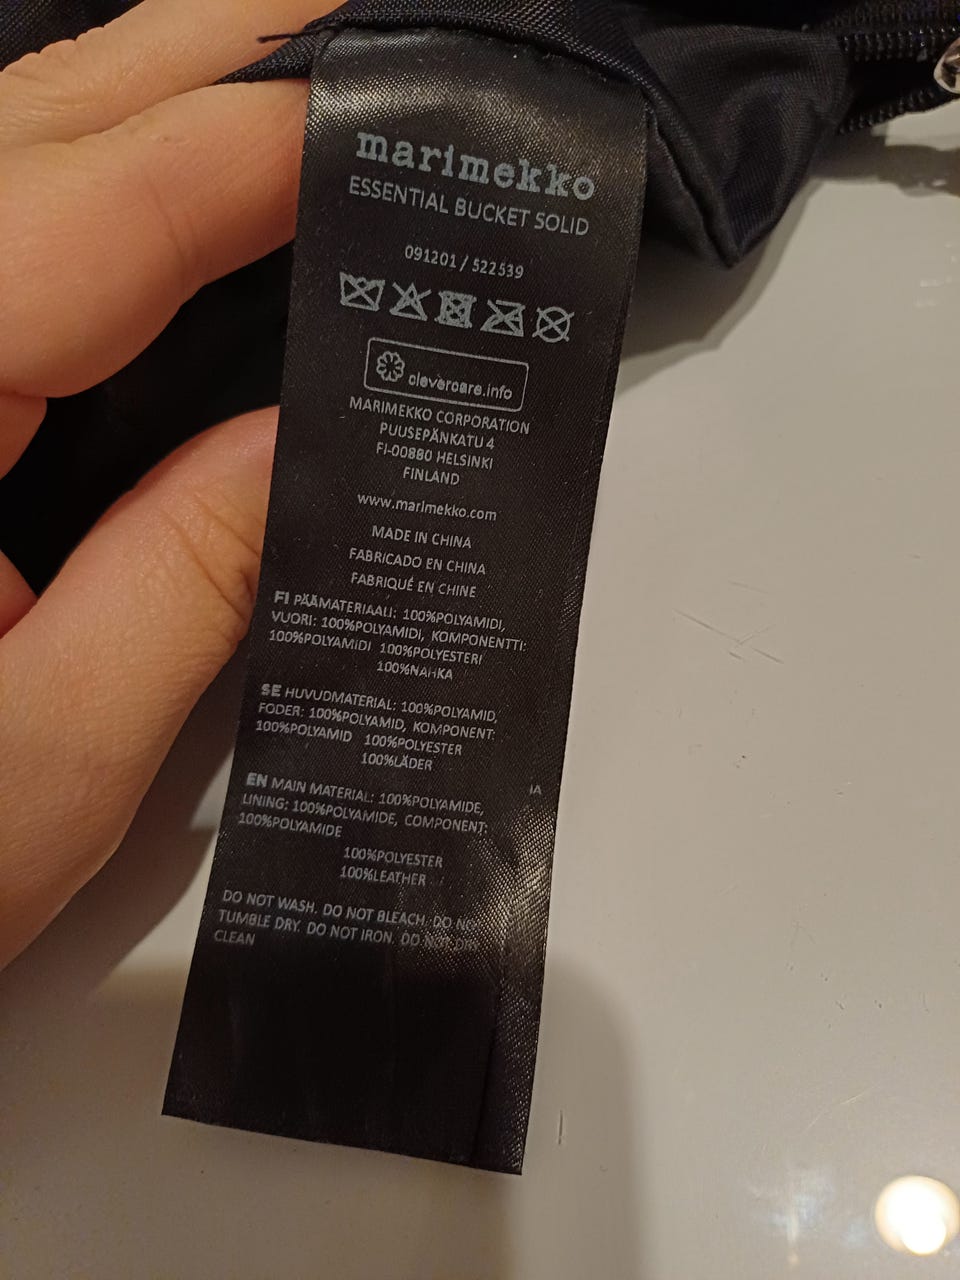 marimekko
ESSENTIAL BUCKET SOLID
091201 / 522539
clevercare.info
MARIMEKKO CORPORATION
PUUSEPÄNKATU 4
FI-00880 HELSINKI
FINLAND
www.marimekko.com
MADE IN CHINA
FABRICADO EN CHINA
FABRIQUÉ EN CHINE
FI PÄÄMATERIAALI: 100%POLYAMIDI,
VUORI: 100%POLYAMIDI, KOMPONENTTI:
100%POLYAMIDI 100%POLYESTERI
100%NAHKA
SE HUVUDMATERIAL: 100%POLYAMID,
FODER: 100%POLYAMID, KOMPONENT:
100%POLYAMID 100%POLYESTER
100%LÄDER
EN MAIN MATERIAL: 100%POLYAMIDE,
LINING: 100%POLYAMIDE, COMPONENT:
100%POLYAMIDE
100%POLYESTER
100%LEATHER
IA
DO NOT WASH. DO NOT BLEACH. DO NO
TUMBLE DRY. DO NOT IRON. DO NOT DR
CLEAN